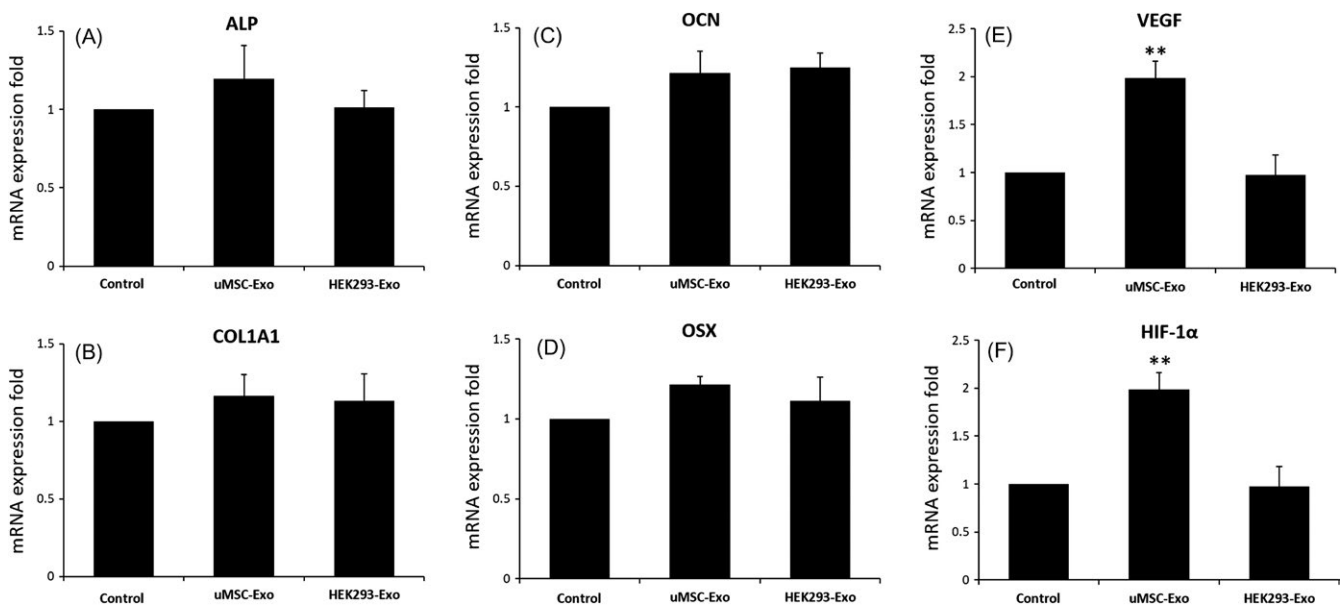 (A)
ALP
mRNA expression fold
1.5
1
0.5
0
Control
uMSC-Exo
HEK293-Exo
(C)
OCN
mRNA expression fold
1.5
1
0.5
0
Control
uMSC-Exo
HEK293-Exo
(E)
VEGF
mRNA expression fold
2.5
2
1.5
1
0.5
0
**
Control
uMSC-Exo
HEK293-Exo
(B)
COL1A1
mRNA expression fold
1.5
1
0.5
0
Control
uMSC-Exo
HEK293-Exo
(D)
OSX
mRNA expression fold
1.5
1
0.5
0
Control
uMSC-Exo
HEK293-Exo
(F)
HIF-1α
mRNA expression fold
2.5
2
1.5
1
0.5
0
**
Control
uMSC-Exo
HEK293-Exo